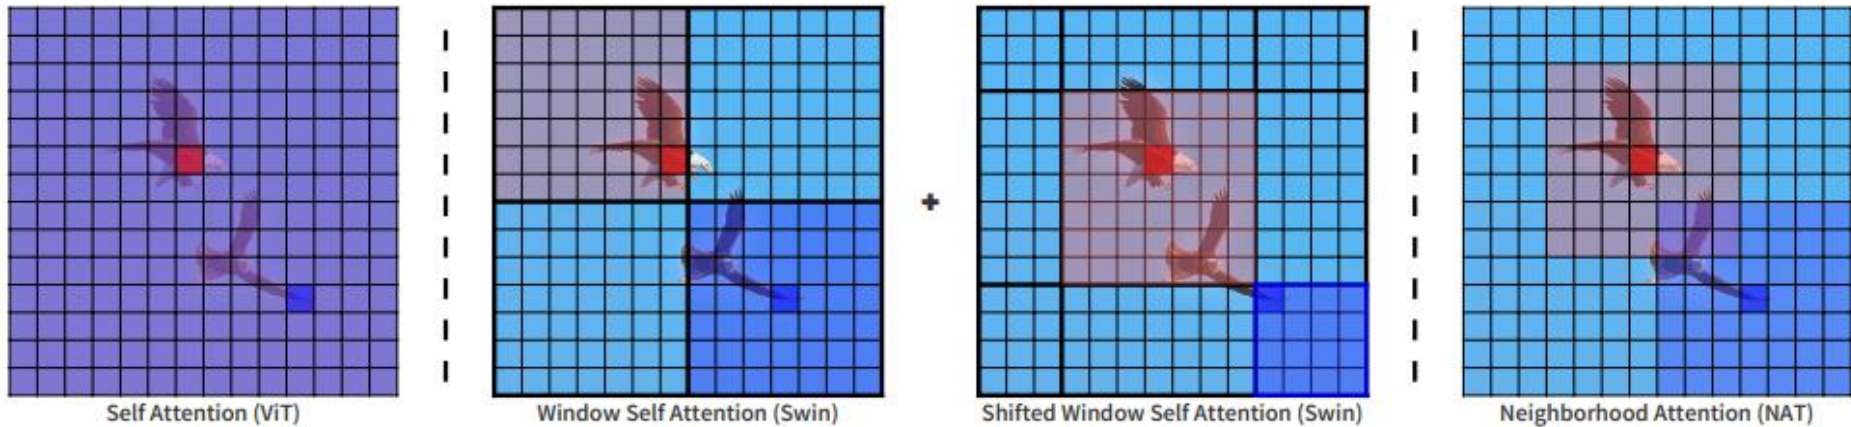 Self Attention (ViT)
Window Self Attention (Swin)
+
Shifted Window Self Attention (Swin)
Neighborhood Attention (NAT)